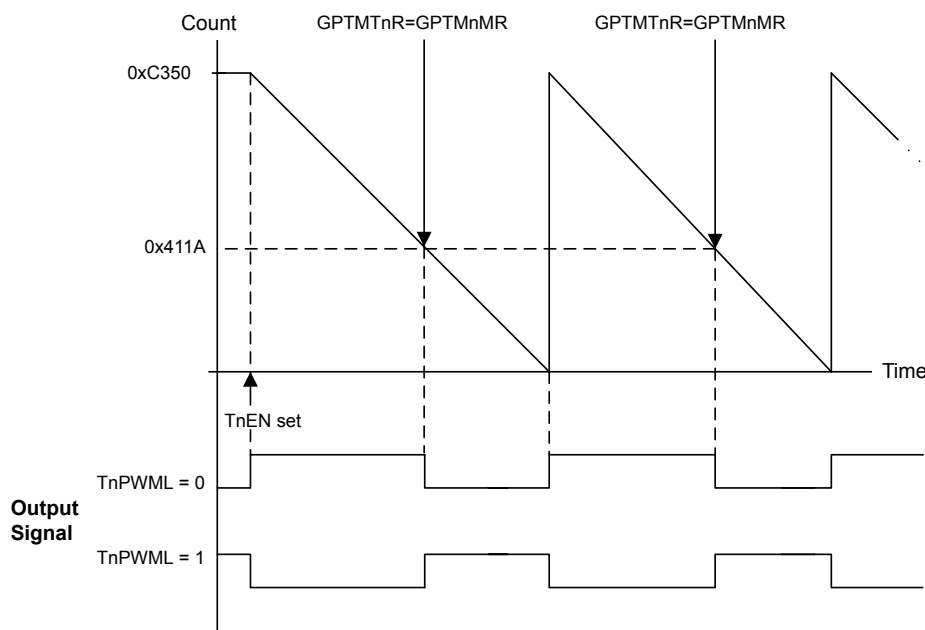 Count
GPTMTnR=GPTMnMR
GPTMTnR=GPTMnMR
0xC350
0x411A
Time
TnEN set
TnPWML = 0
Output
Signal
TnPWML = 1